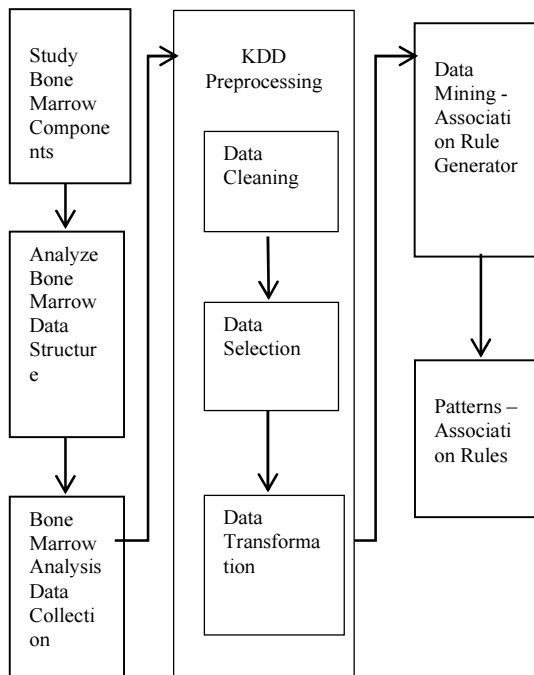 Study
Bone
Marrow
Compone
nts
Analyze
Bone
Marrow
Data
Structur
e
Bone
Marrow
Analysis
Data
Collecti
on
KDD
Preprocessing
Data
Cleaning
Data
Selection
Data
Transforma
tion
Data
Mining -
Associati
on Rule
Generator
Patterns –
Associati
on Rules